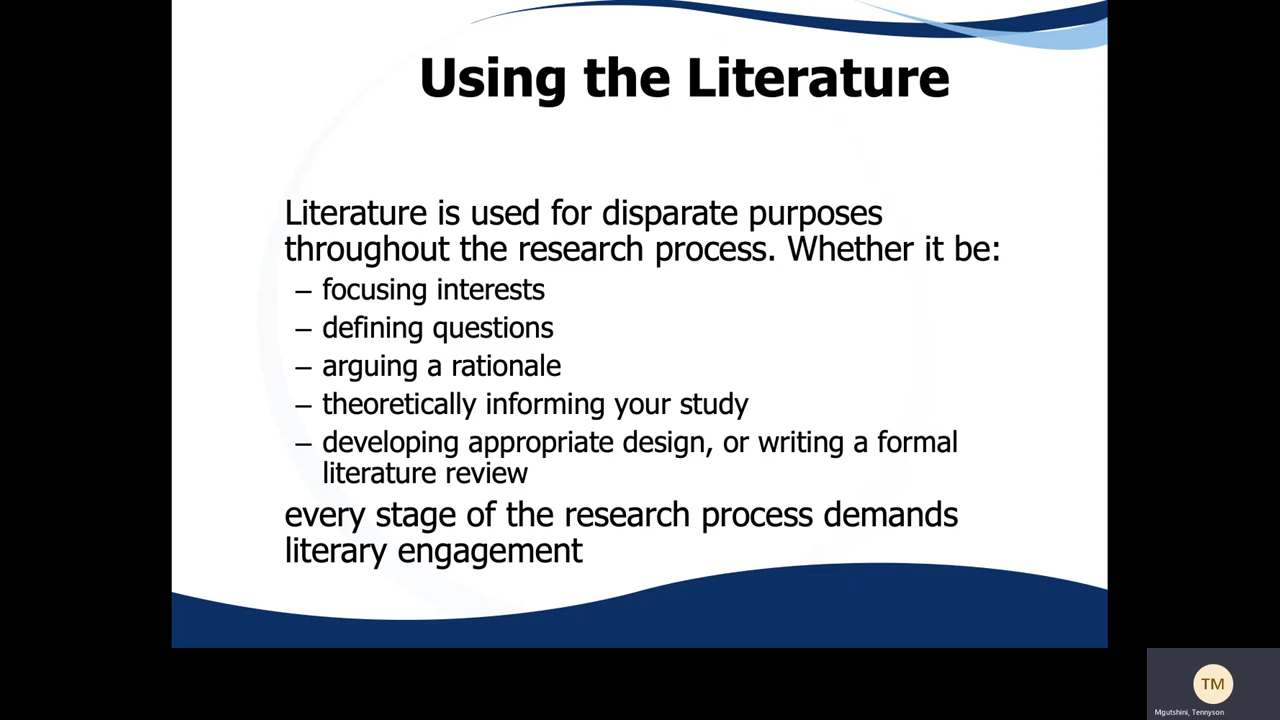 Using the Literature
Literature is used for disparate purposes
throughout the research process. Whether it be:
– focusing interests
– defining questions
– arguing a rationale
– theoretically informing your study
– developing appropriate design, or writing a formal
literature review
every stage of the research process demands
literary engagement
TM
Mgutshini, Tennyson